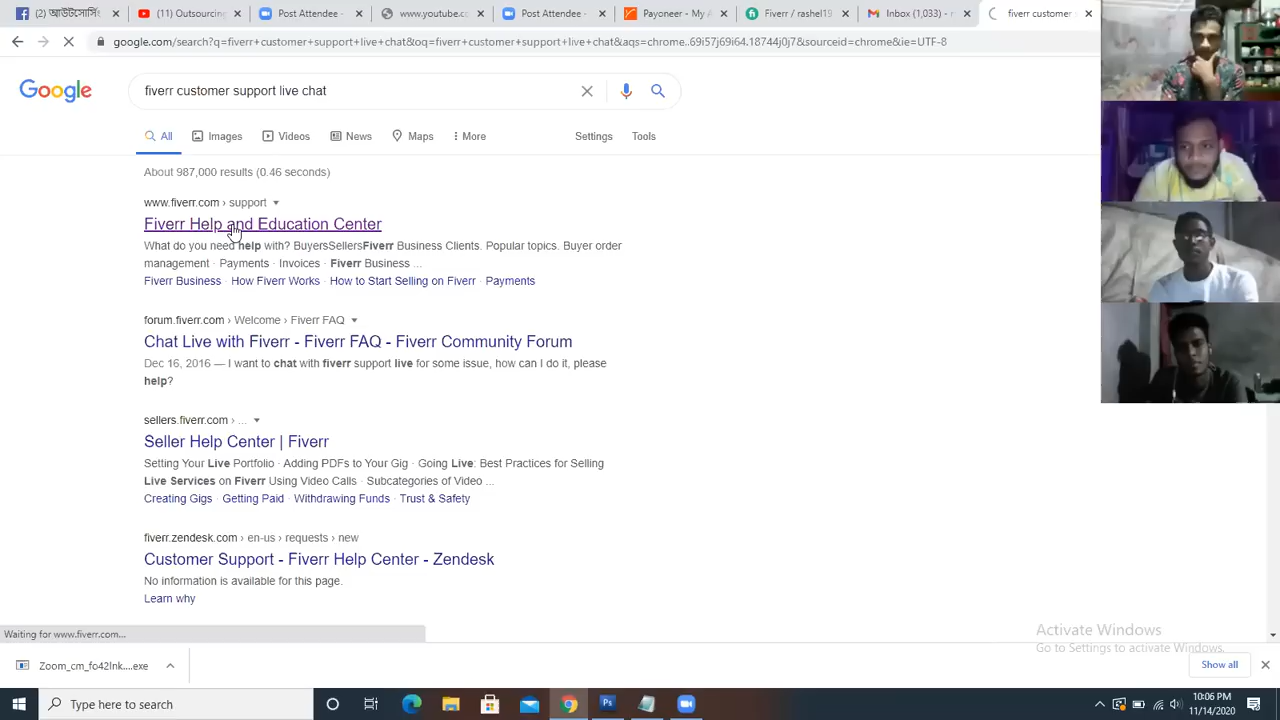 (2) আউটসোর্সিং
(11) Outsourcing
Post Attendee -
www.youtube.c
Post Attendee -
Payoneer - My A
Fiverr / rashel19
Inbox (1,033) - m
fiverr customer s
google.com/search?q=fiverr+customer+support+live+chat&oq=fiverr+customer+support+live+chat&aqs=chrome..69i57j69i64.18744j0j7&sourceid=chrome&ie=UTF-8
Google
fiverr customer support live chat
All
Images
Videos
News
Maps
More
Settings
Tools
About 987,000 results (0.46 seconds)
www.fiverr.com › support
Fiverr Help and Education Center
What do you need help with? BuyersSellersFiverr Business Clients. Popular topics. Buyer order
management · Payments · Invoices · Fiverr Business ...
Fiverr Business · How Fiverr Works · How to Start Selling on Fiverr · Payments
forum.fiverr.com › Welcome › Fiverr FAQ
Chat Live with Fiverr - Fiverr FAQ - Fiverr Community Forum
Dec 16, 2016 — I want to chat with fiverr support live for some issue, how can I do it, please
help?
sellers.fiverr.com › ...
Seller Help Center | Fiverr
Setting Your Live Portfolio · Adding PDFs to Your Gig · Going Live: Best Practices for Selling
Live Services on Fiverr Using Video Calls · Subcategories of Video ...
Creating Gigs · Getting Paid · Withdrawing Funds · Trust & Safety
fiverr.zendesk.com › en-us › requests › new
Customer Support - Fiverr Help Center - Zendesk
No information is available for this page.
Learn why
Waiting for www.fiverr.com...
Activate Windows
Go to Settings to activate Windows.
Zoom_cm_fo42lnk....exe
Show all
Type here to search
10:06 PM
11/14/2020